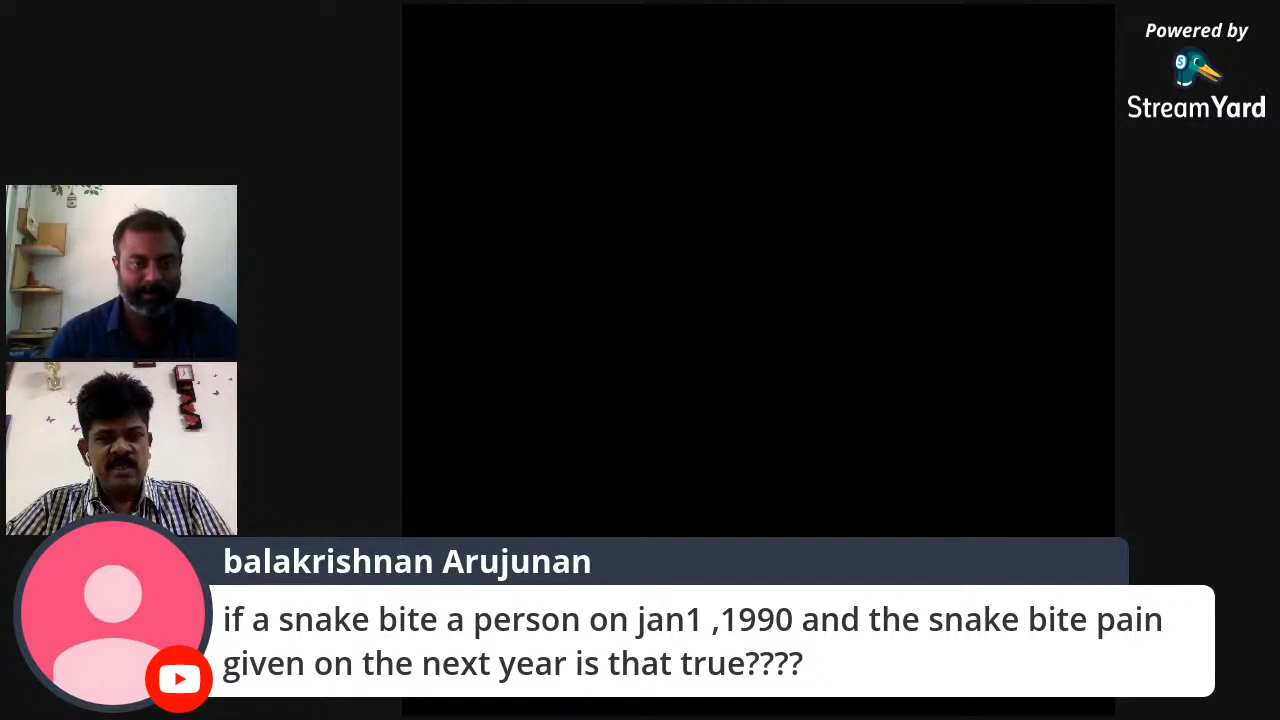 Powered by
StreamYard
balakrishnan Arujunan
if a snake bite a person on jan1 ,1990 and the snake bite pain
given on the next year is that true????